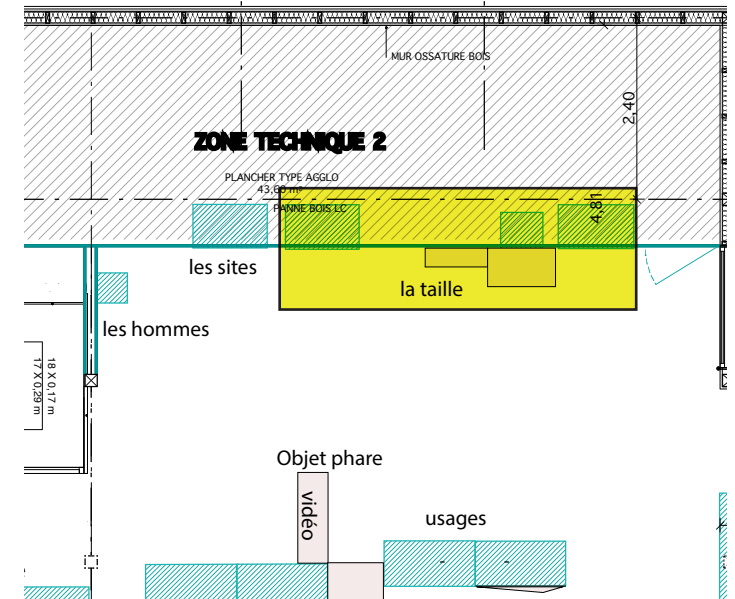 MUR OSSATURE BOIS
2,40
ZONE TECHNIQUE 2
PLANCHER TYPE AGGLO
43,60 m²
4,81
PANNE BOIS LC
les sites
la taille
les hommes
18 X 0,17 m
17 X 0,29 m
Objet phare
vidéo
usages